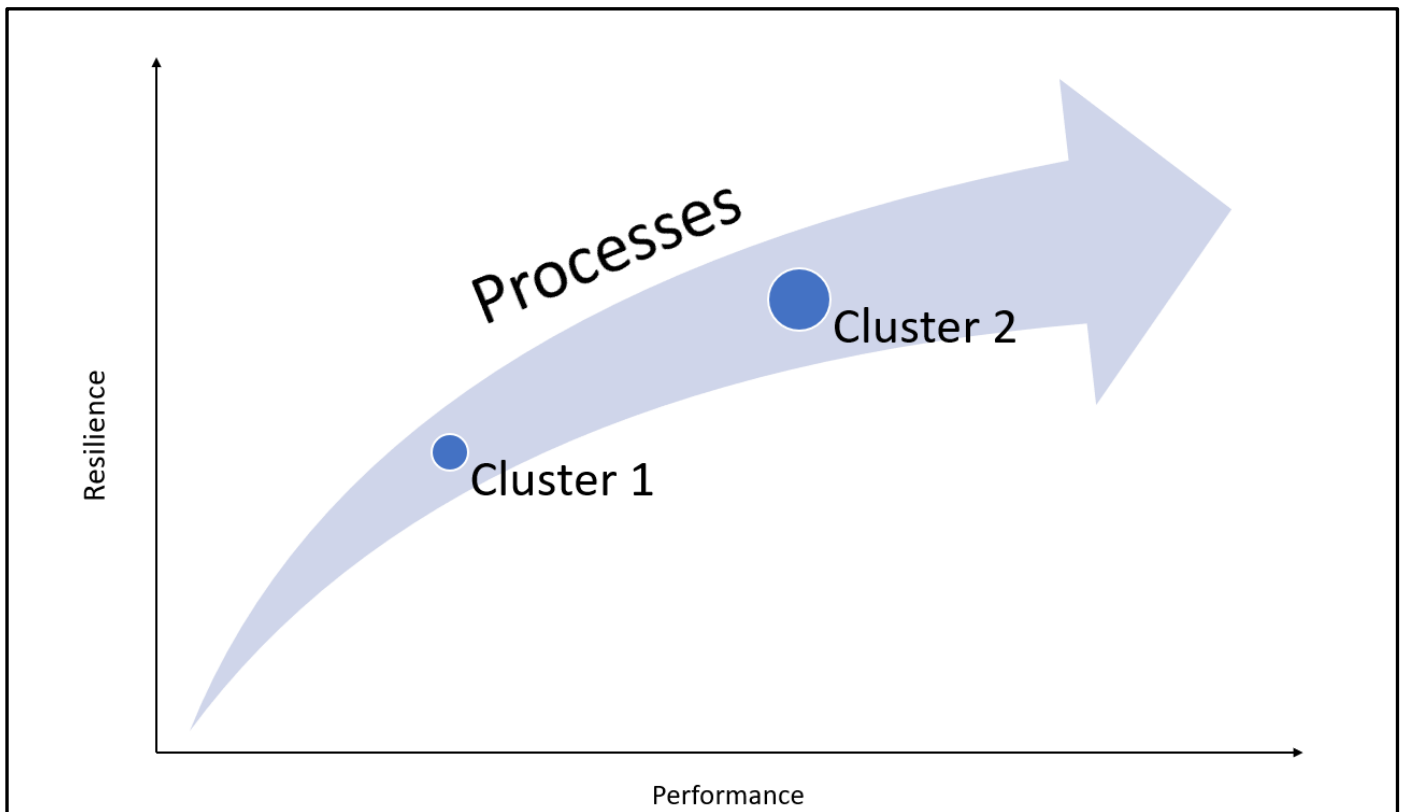 Processes
Cluster 2
Resilience
Cluster 1
Performance